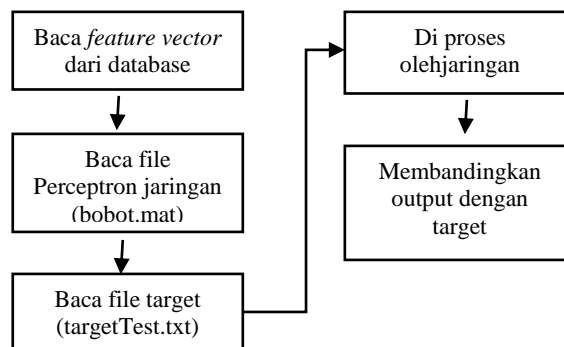 Baca feature vector
dari database
Baca file
Perceptron jaringan
(bobot.mat)
Baca file target
(targetTest.txt)
Di proses
olehjaringan
Membandingkan
output dengan
target